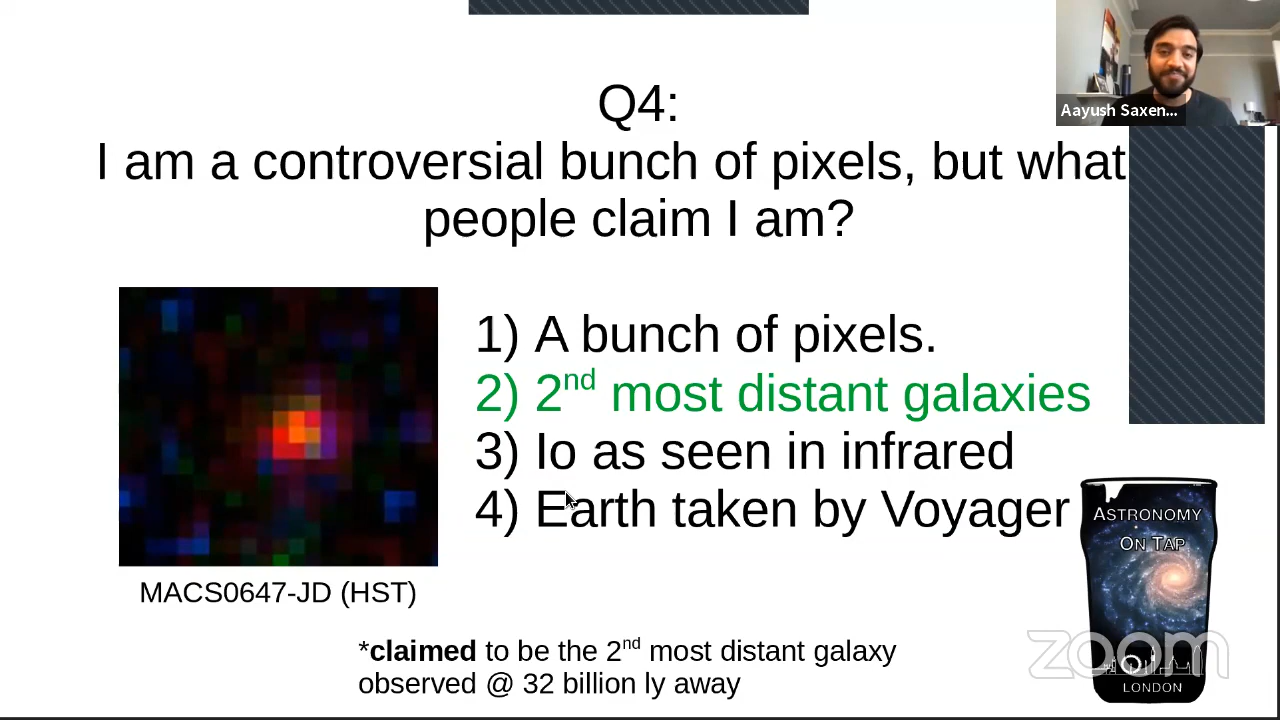 Q4:
I am a controversial bunch of pixels, but what
people claim I am?
Aayush Saxen...
1) A bunch of pixels.
2) 2nd most distant galaxies
3) Io as seen in infrared
4) Earth taken by Voyager
MACS0647-JD (HST)
*claimed to be the 2nd most distant galaxy
observed @ 32 billion ly away
ASTRONOMY
ON TAP
zoom
LONDON